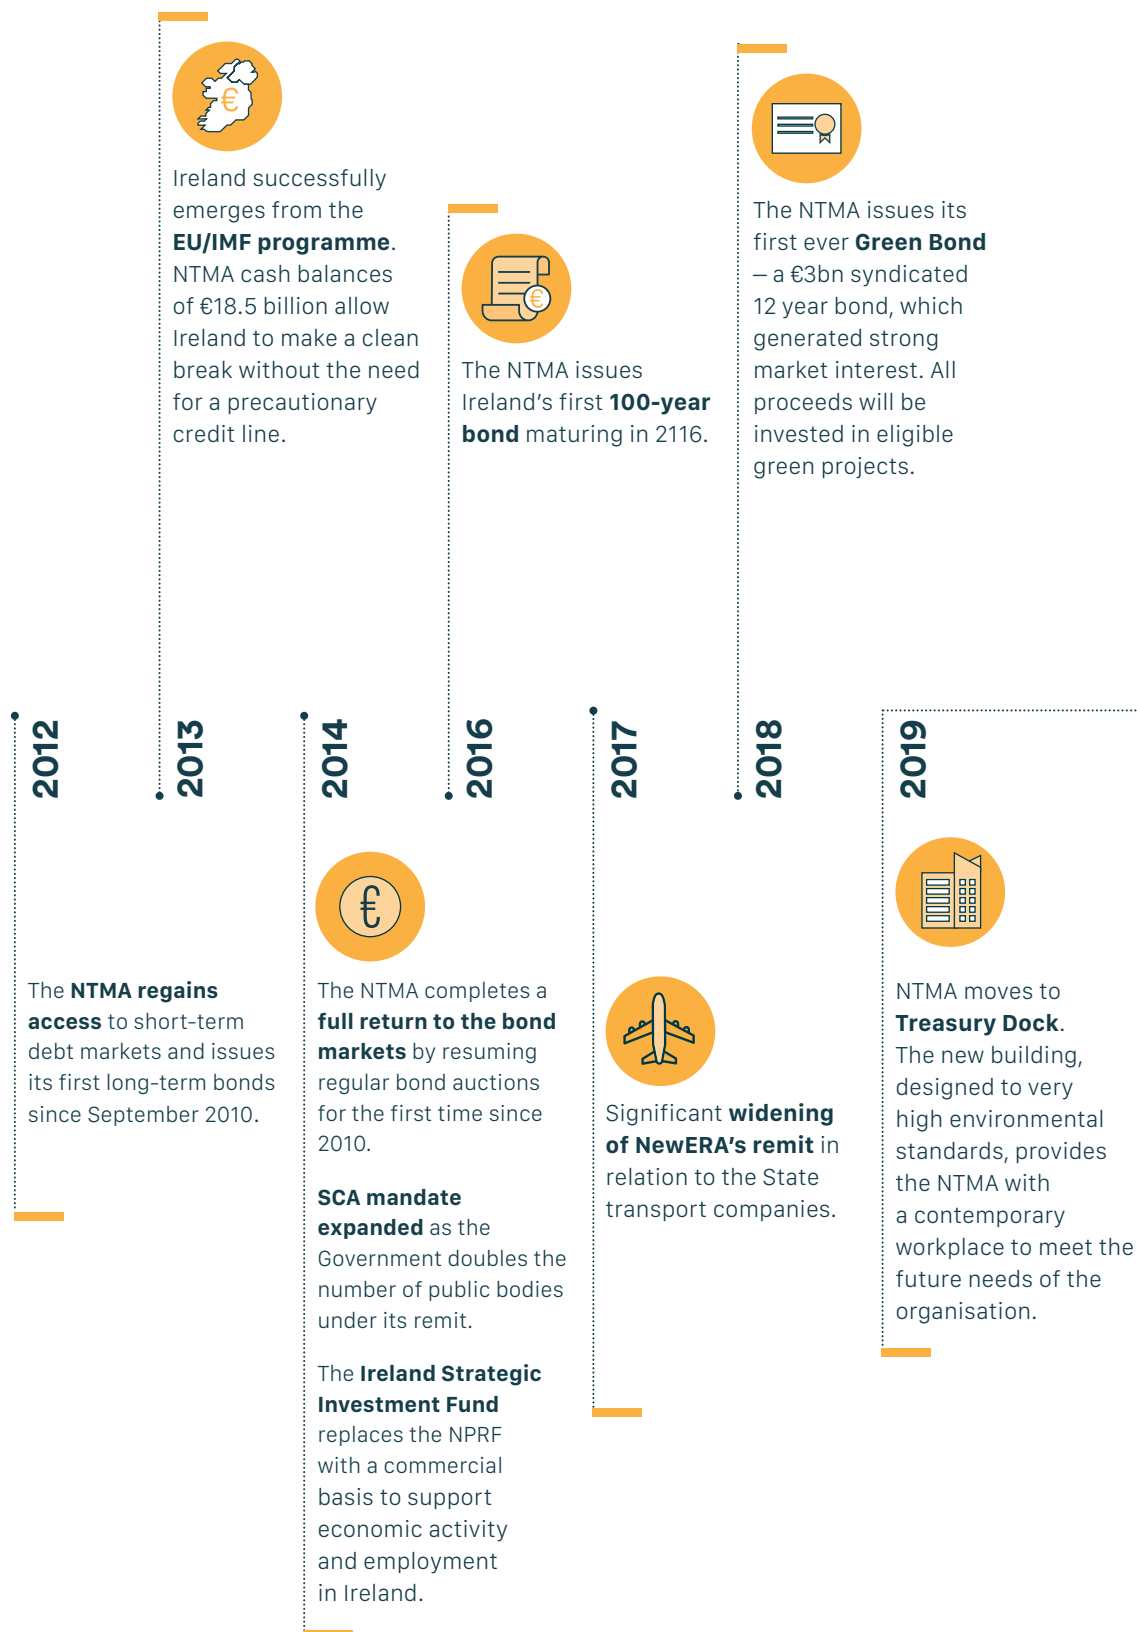 Ireland successfully
emerges from the
EU/IMF programme.
NTMA cash balances
of €18.5 billion allow
Ireland to make a clean
break without the need
for a precautionary
credit line.
The NTMA issues
Ireland's first 100-year
bond maturing in 2116.
The NTMA issues its
first ever Green Bond
– a €3bn syndicated
12 year bond, which
generated strong
market interest. All
proceeds will be
invested in eligible
green projects.
2012
2013
2014
2016
2017
2018
2019
The NTMA regains
access to short-term
debt markets and issues
its first long-term bonds
since September 2010.
The NTMA completes a
full return to the bond
markets by resuming
regular bond auctions
for the first time since
2010.
SCA mandate
expanded as the
Government doubles the
number of public bodies
under its remit.
The Ireland Strategic
Investment Fund
replaces the NPRF
with a commercial
basis to support
economic activity
and employment
in Ireland.
Significant widening
of NewERA's remit in
relation to the State
transport companies.
NTMA moves to
Treasury Dock.
The new building,
designed to very
high environmental
standards, provides
the NTMA with
a contemporary
workplace to meet the
future needs of the
organisation.